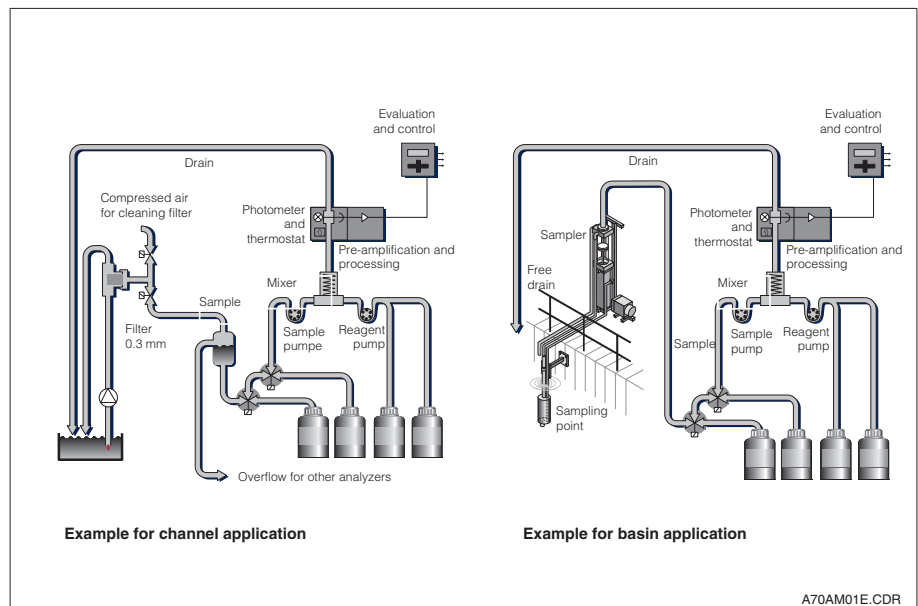 Evaluation
and control
Drain
Compressed air
for cleaning filter
Photometer
and
thermostat
Pre-amplification and
processing
Mixer
Sample
Filter
0.3 mm
Sample
pumpe
Reagent
pump
Overflow for other analyzers
Example for channel application
Evaluation
and control
Drain
Sampler
Photometer
and
thermostat
Pre-amplification and
processing
Free
drain
Mixer
Sample
Sample
pump
Reagent
pump
Sampling
point
Example for basin application
A70AM01E.CDR